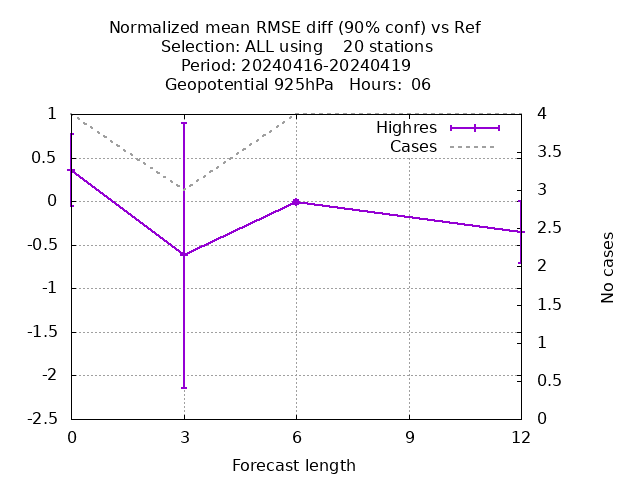 Normalized mean RMSE diff (90% conf) vs Ref
Selection: ALL using    20 stations
Period: 20240416-20240419
Geopotential 925hPa   Hours:  06
1
0.5
0
-0.5
-1
-1.5
-2
-2.5
4
3.5
3
2.5
2
1.5
1
0.5
0
Highres
Cases
No cases
0 3 6 9 12
Forecast length